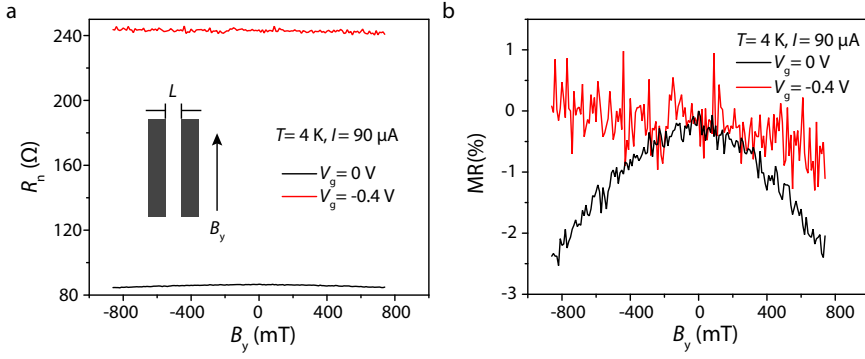 a
240
200
160
120
80
-800
-400
0
400
800
R_n (Ω)
B_y (mT)
L
B_y
T= 4 K, I= 90 μA
V_g= 0 V
V_g= -0.4 V
b
1
0
-1
-2
-3
-800
-400
0
400
800
MR(%)
B_y (mT)
T= 4 K, I= 90 μA
V_g= 0 V
V_g= -0.4 V